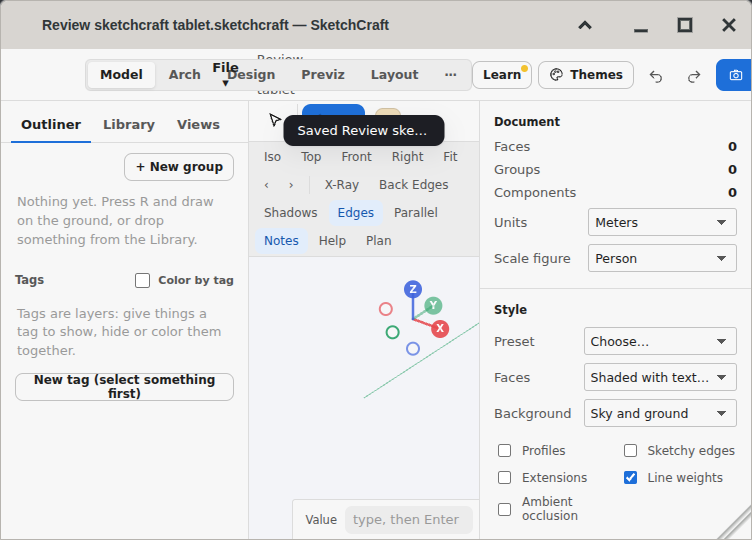 Review sketchcraft tablet.sketchcraft — SketchCraft
Model Arch Design Previz Layout ···
File ▾
Review
tablet
Learn
Themes
Outliner Library Views
+ New group
Nothing yet. Press R and draw
on the ground, or drop
something from the Library.
Tags
Color by tag
Tags are layers: give things a
tag to show, hide or color them
together.
New tag (select something
first)
Saved Review ske…
Iso Top Front Right Fit
‹ › X-Ray Back Edges
Shadows Edges Parallel
Notes Help Plan
Z
Y
X
Value type, then Enter
Document
Faces 0
Groups 0
Components 0
Units Meters
Scale figure Person
Style
Preset Choose…
Faces Shaded with text…
Background Sky and ground
Profiles Sketchy edges
Extensions Line weights
Ambient
occlusion